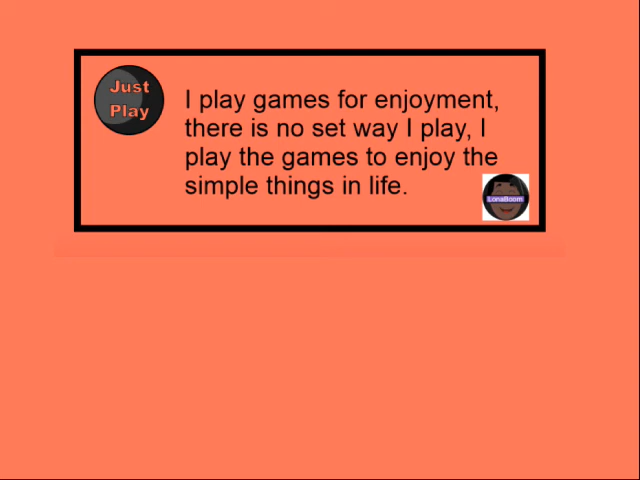 Just
Play
I play games for enjoyment,
there is no set way I play, I
play the games to enjoy the
simple things in life.
LonaBoom